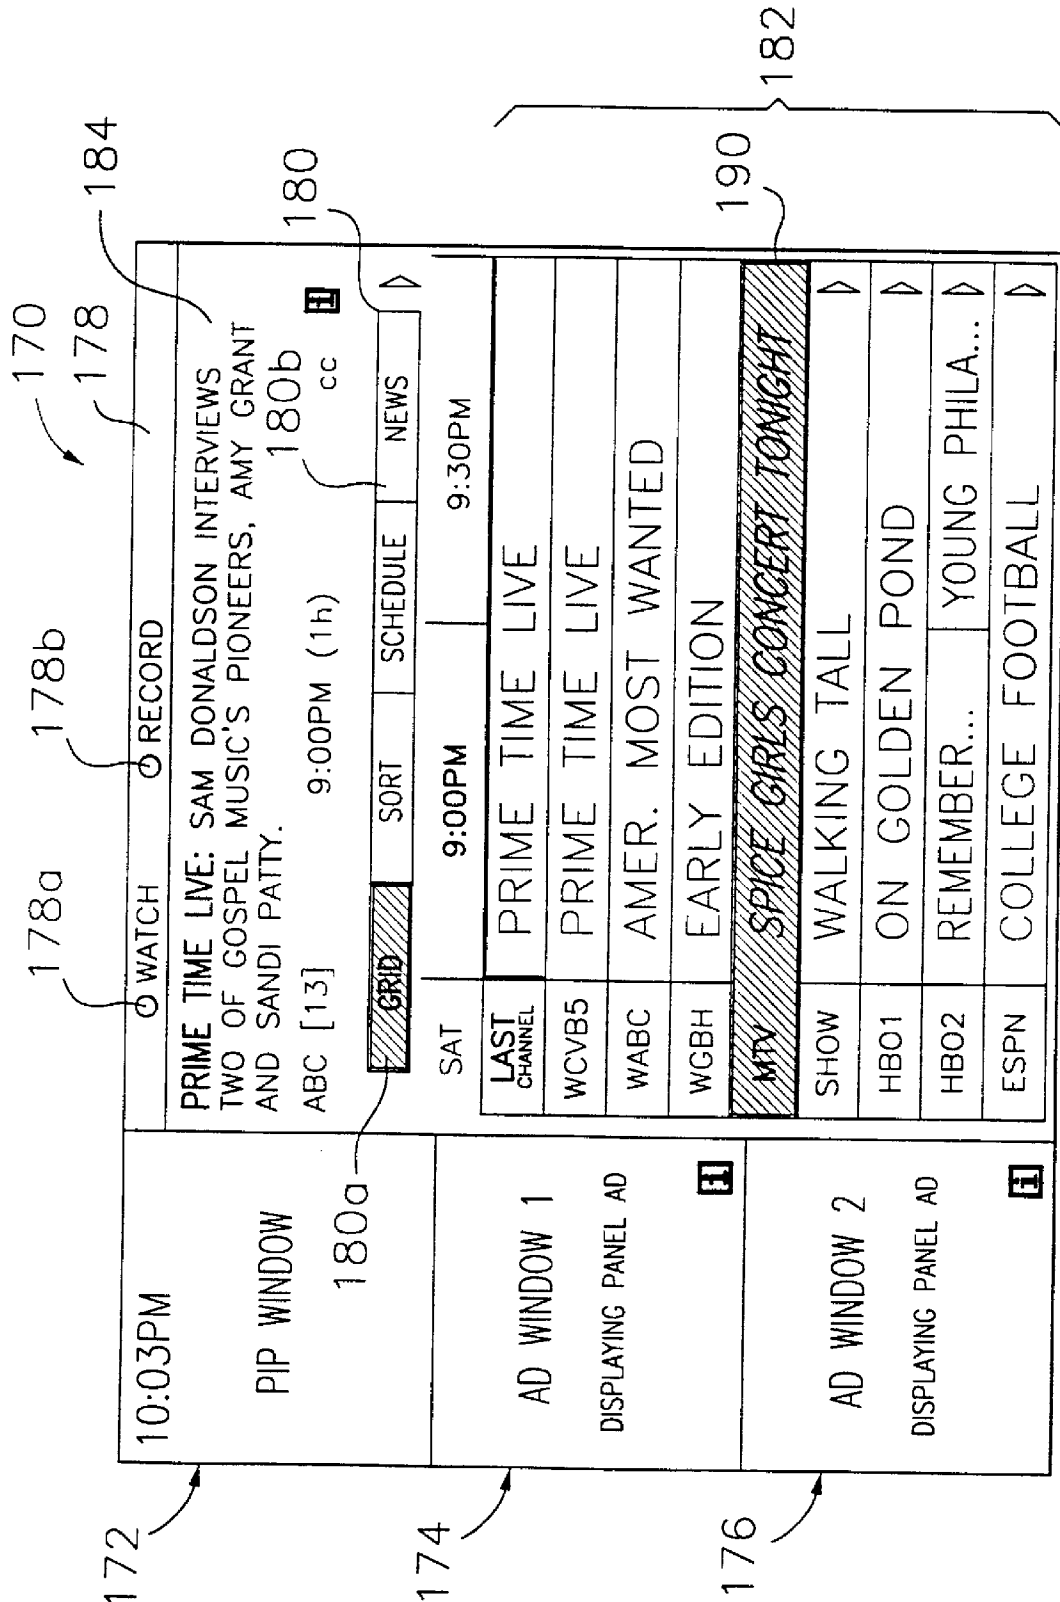 170
178
184
178a
178b
WATCH
RECORD
10:03PM
PIP WINDOW
172
PRIME TIME LIVE: SAM DONALDSON INTERVIEWS
TWO OF GOSPEL MUSIC'S PIONEERS, AMY GRANT
AND SANDI PATTY.
ABC [13] 9:00PM (1h) cc i
180a
180b
180
GRID SORT SCHEDULE NEWS
AD WINDOW 1
DISPLAYING PANEL AD
i
174
SAT 9:00PM 9:30PM
LAST CHANNEL PRIME TIME LIVE
WCVB5 PRIME TIME LIVE
WABC AMER. MOST WANTED
WGBH EARLY EDITION
MTV SPICE GIRLS CONCERT TONIGHT
190
SHOW WALKING TALL
HBO1 ON GOLDEN POND
HBO2 REMEMBER... YOUNG PHILA...
ESPN COLLEGE FOOTBALL
182
AD WINDOW 2
DISPLAYING PANEL AD
i
176